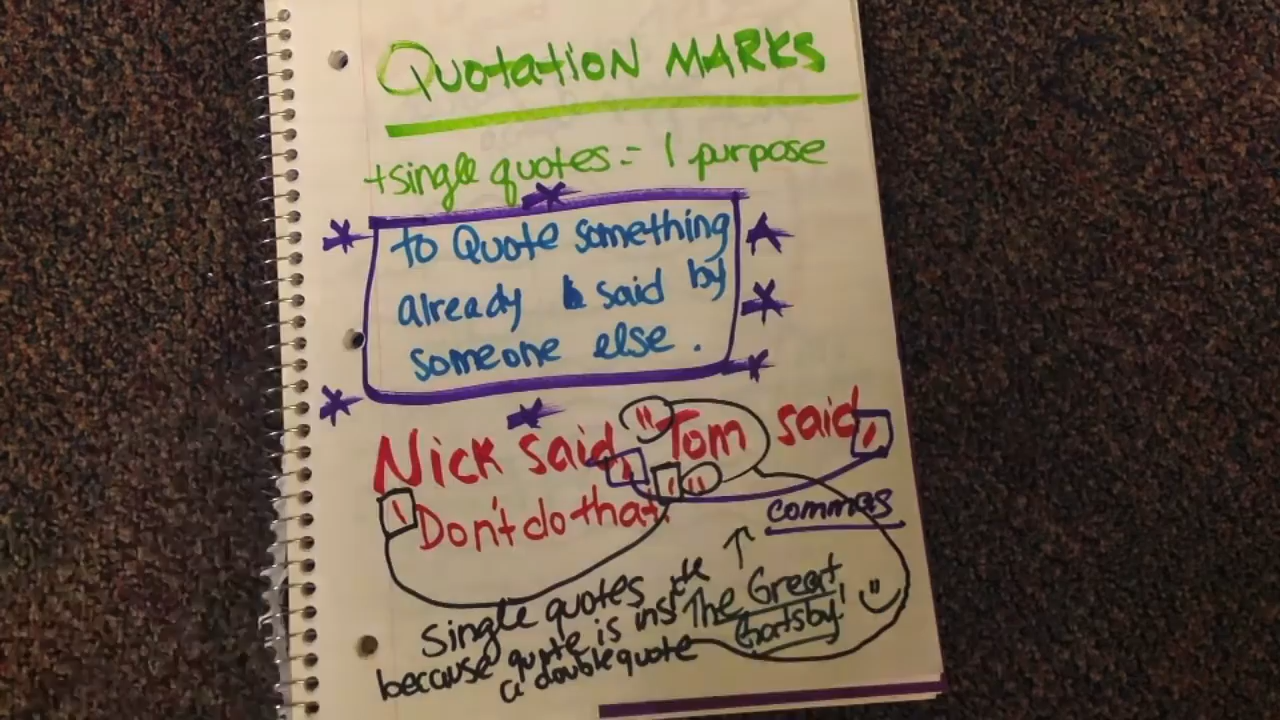 QUOTATION MARKS
+single quotes = 1 purpose
to Quote something
already said by
someone else.
Nick said, "Tom said,
'Don't do that.'"
commas
↑
Single quotes
because quote is inside
a double quote
The Great
Gatsby!